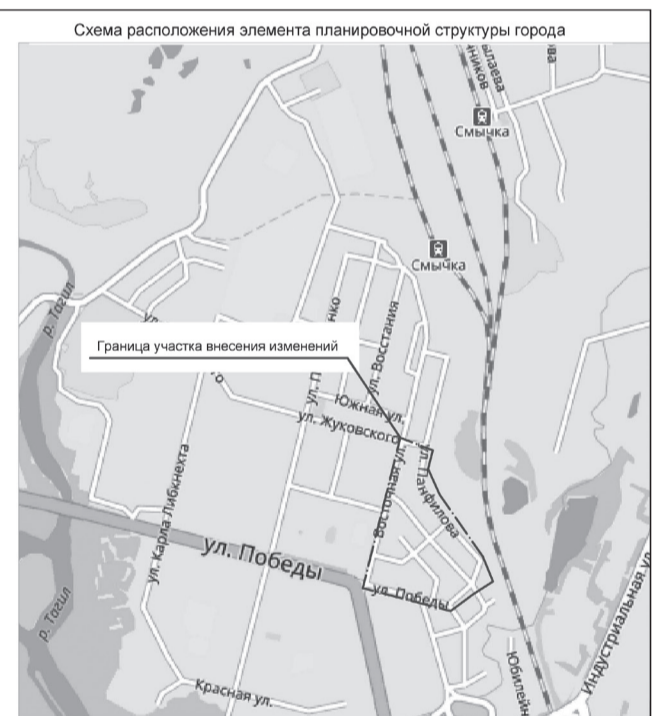 Схема расположения элемента планировочной структуры города
Смычка
Смычка
р. Тагил
Граница участка внесения изменений
ул. Восстания
Южная ул.
ул. Жуковского
ул. Карла Либкнехта
Восточная ул.
ул. Панфилова
ул. Победы
ул. Победы
р. Тагил
Красная ул.
Индустриальная ул